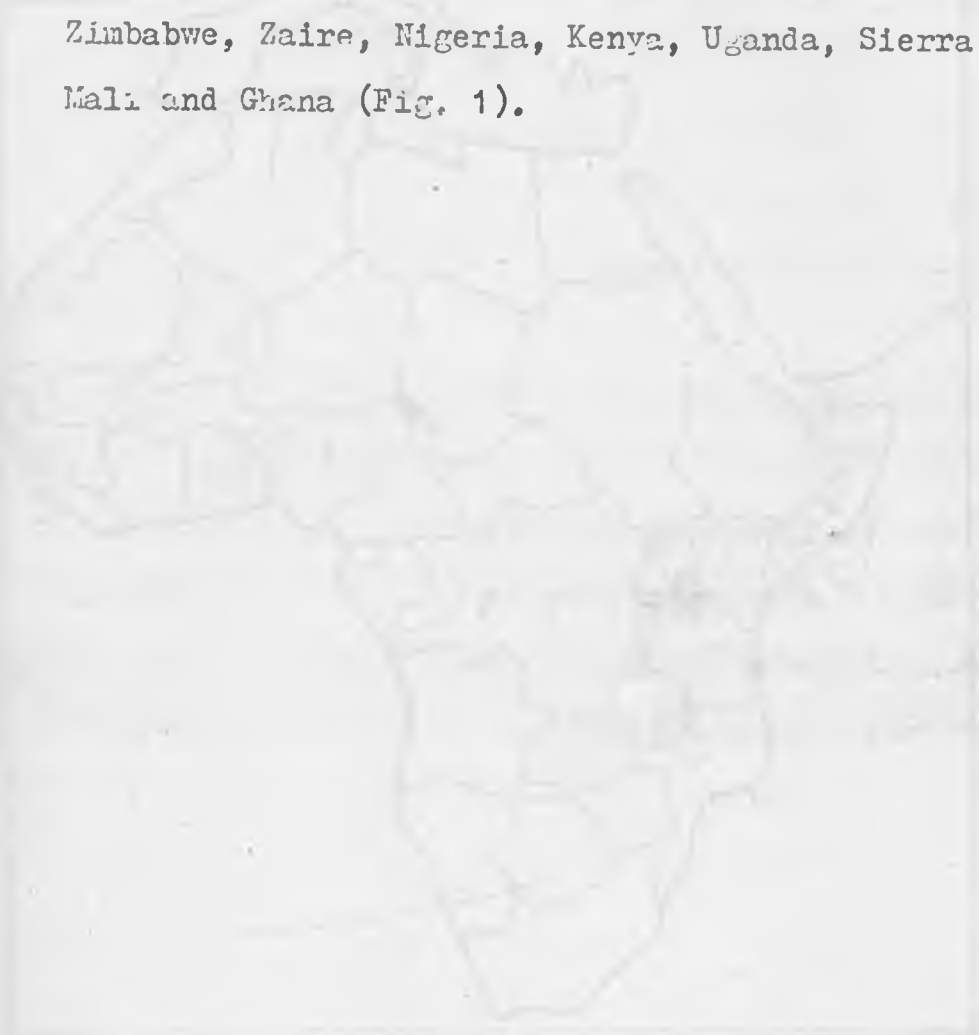 Zimbabwe, Zaire, Nigeria, Kenya, Uganda, Sierra
Mali and Ghana (Fig. 1).